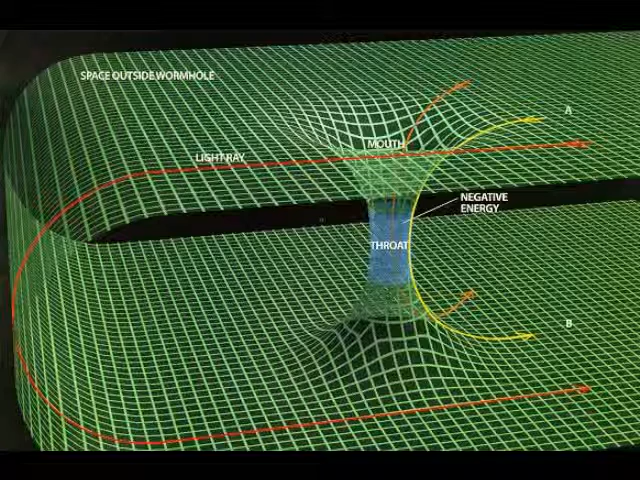 SPACE OUTSIDE WORMHOLE
A
MOUTH
LIGHT RAY
NEGATIVE
ENERGY
THROAT
B